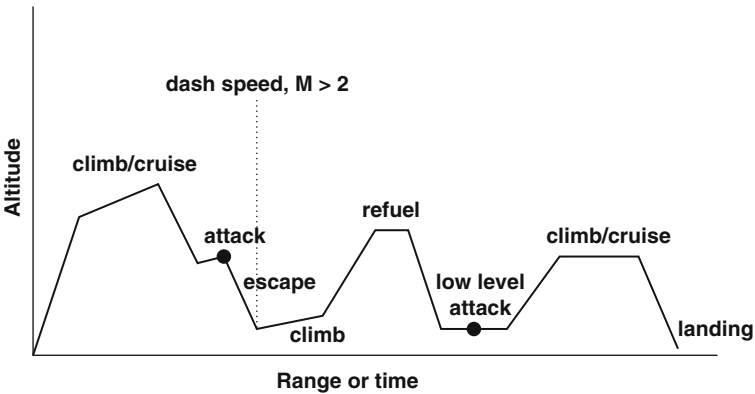 dash speed, M > 2
climb/cruise
attack
escape
climb
refuel
low level
attack
climb/cruise
landing
Altitude
Range or time